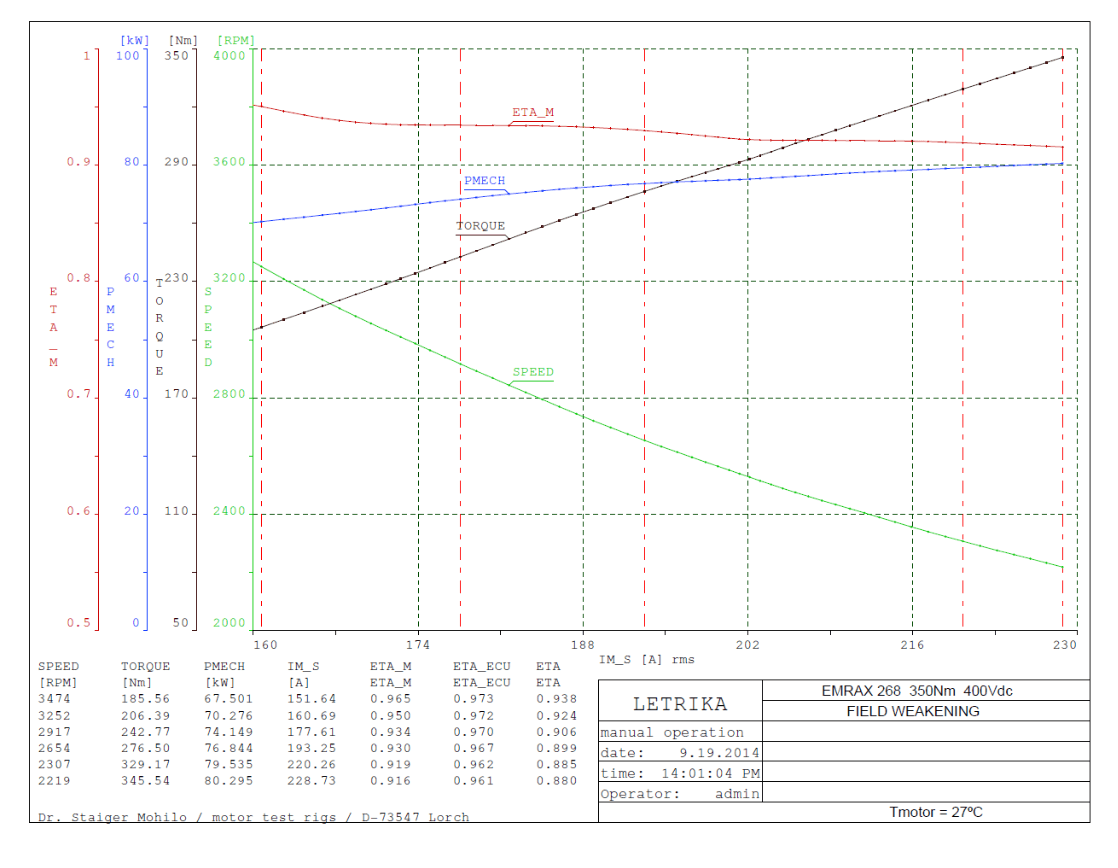 [kW] [Nm] [RPM]
1 100 350 4000
ETA_M
0.9 80 290 3600
PMECH
TORQUE
0.8 60 230 3200
ETA_M PMECH TORQUE SPEED
SPEED
0.7 40 170 2800
0.6 20 110 2400
0.5 0 50 2000
160 174 188 202 216 230
IM_S [A] rms
SPEED TORQUE PMECH IM_S ETA_M ETA_ECU ETA
[RPM] [Nm] [kW] [A] ETA_M ETA_ECU ETA
3474 185.56 67.501 151.64 0.965 0.973 0.938
3252 206.39 70.276 160.69 0.950 0.972 0.924
2917 242.77 74.149 177.61 0.934 0.970 0.906
2654 276.50 76.844 193.25 0.930 0.967 0.899
2307 329.17 79.535 220.26 0.919 0.962 0.885
2219 345.54 80.295 228.73 0.916 0.961 0.880
Dr. Staiger Mohilo / motor test rigs / D-73547 Lorch
LETRIKA
EMRAX 268 350Nm 400Vdc
FIELD WEAKENING
manual operation
date: 9.19.2014
time: 14:01:04 PM
Operator: admin
Tmotor = 27ºC